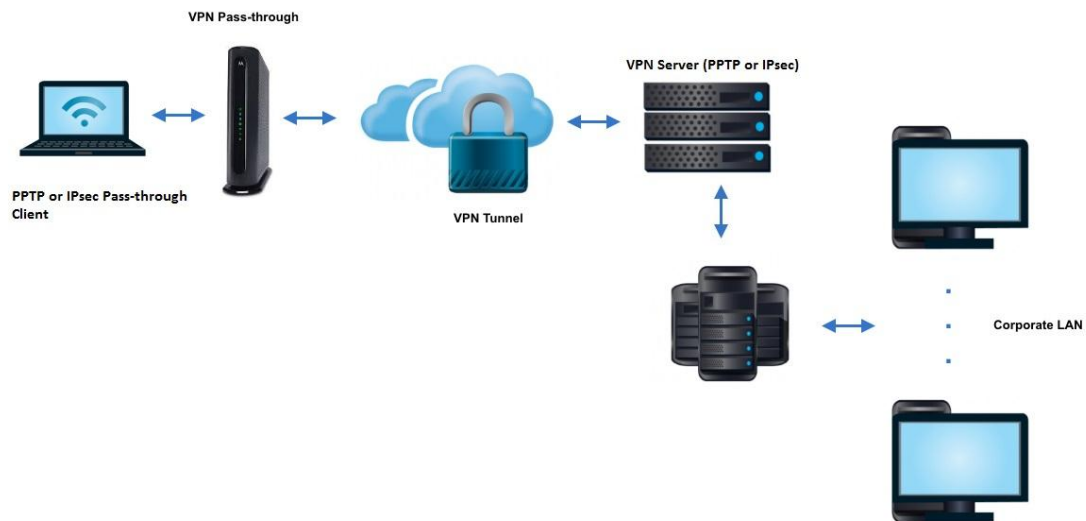 VPN Pass-through
VPN Server (PPTP or IPsec)
PPTP or IPsec Pass-through
Client
VPN Tunnel
Corporate LAN